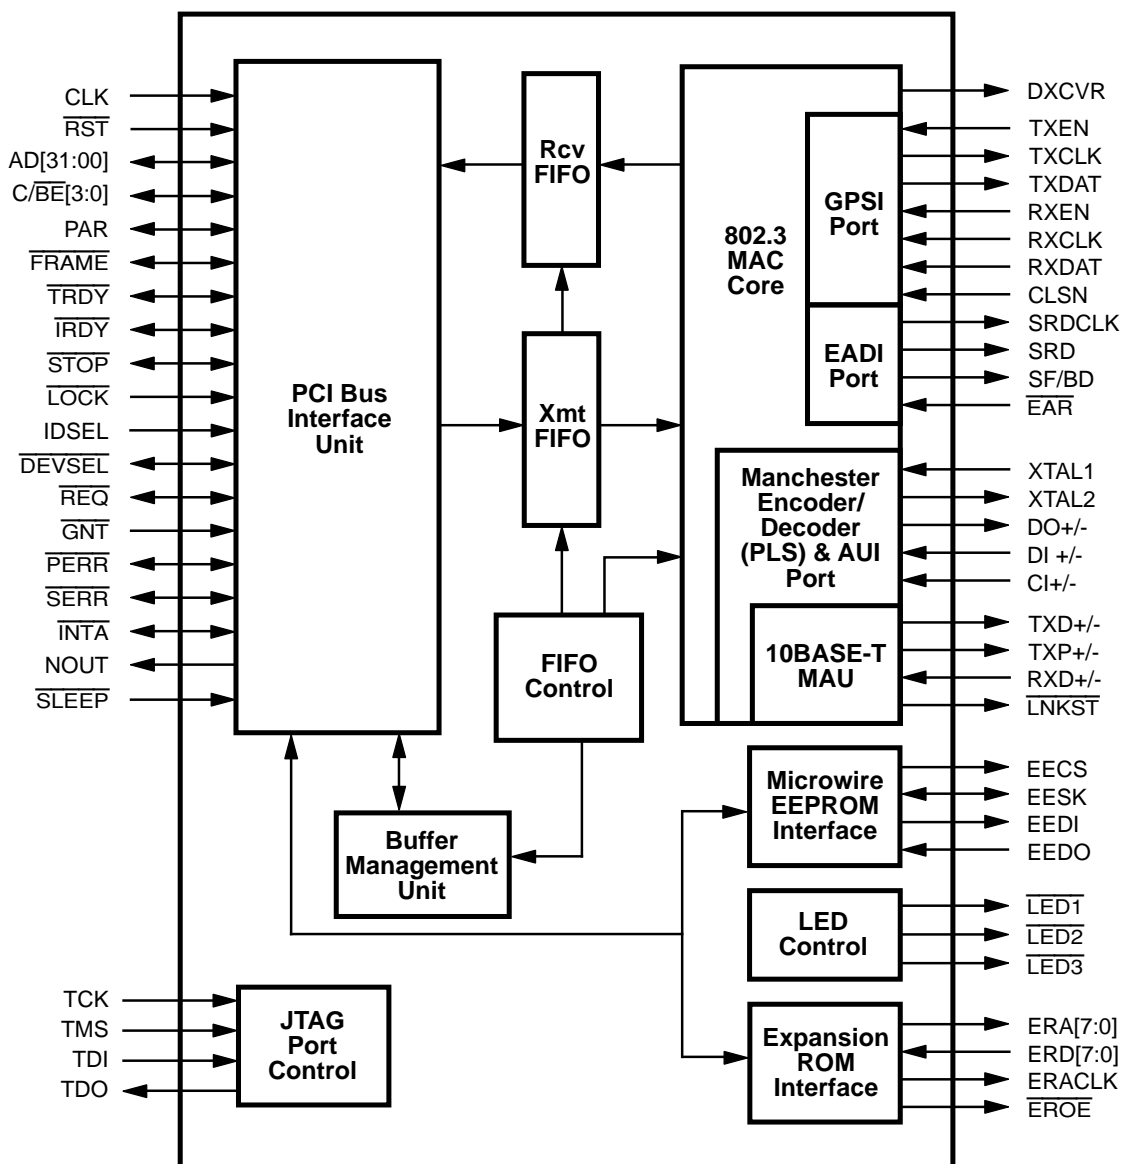 CLK
RST
AD[31:00]
C/BE[3:0]
PAR
FRAME
TRDY
IRDY
STOP
LOCK
IDSEL
DEVSEL
REQ
GNT
PERR
SERR
INTA
NOUT
SLEEP
TCK
TMS
TDI
TDO
PCI Bus
Interface
Unit
Rcv
FIFO
Xmt
FIFO
FIFO
Control
Buffer
Management
Unit
JTAG
Port
Control
802.3
MAC
Core
GPSI
Port
EADI
Port
Manchester
Encoder/
Decoder
(PLS) & AUI
Port
10BASE-T
MAU
Microwire
EEPROM
Interface
LED
Control
Expansion
ROM
Interface
DXCVR
TXEN
TXCLK
TXDAT
RXEN
RXCLK
RXDAT
CLSN
SRDCLK
SRD
SF/BD
EAR
XTAL1
XTAL2
DO+/-
DI +/-
CI+/-
TXD+/-
TXP+/-
RXD+/-
LNKST
EECS
EESK
EEDI
EEDO
LED1
LED2
LED3
ERA[7:0]
ERD[7:0]
ERACLK
EROE